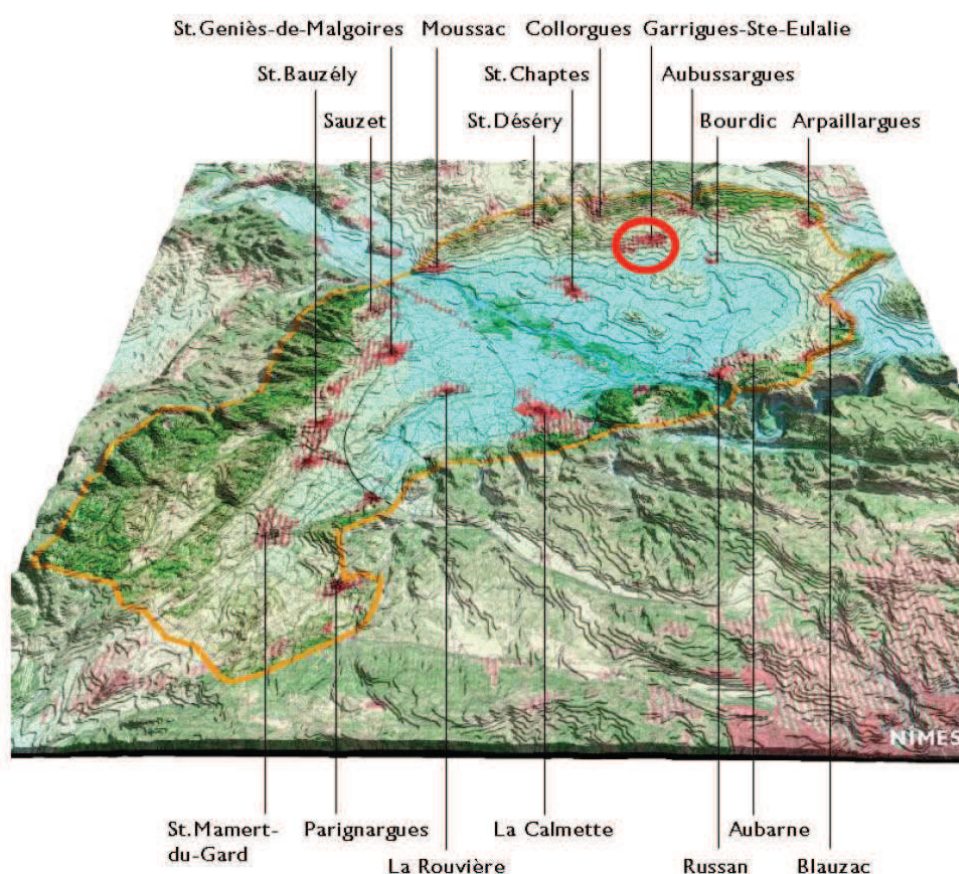 St. Geniès-de-Malgoires Moussac Collorgues Garrigues-Ste-Eulalie
St. Bauzély St. Chaptes Aubussargues
Sauzet St. Déséry Bourdic Arpaillargues
NÎMES
St. Mamert-
du-Gard
Parignargues La Calmette Aubarne
La Rouvière Russan Blauzac